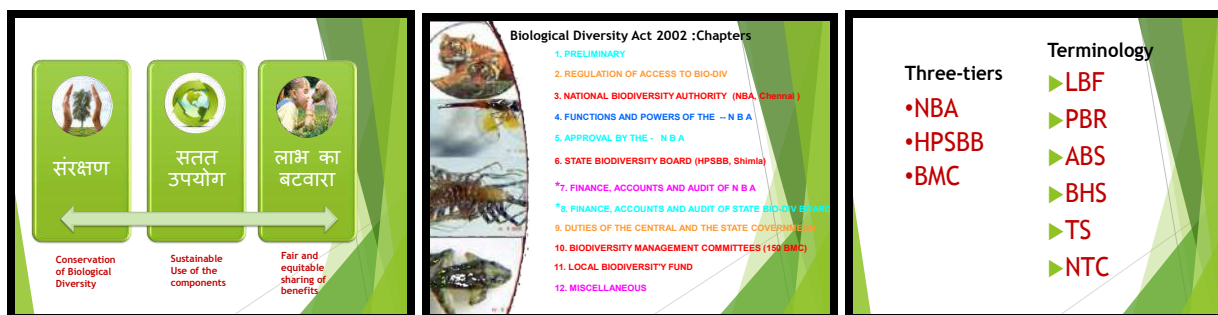 संरक्षण
सतत
उपयोग
लाभ का
बटवारा
Conservation
of Biological
Diversity
Sustainable
Use of the
components
Fair and
equitable
sharing of
benefits
Biological Diversity Act 2002 :Chapters
1. PRELIMINARY
2. REGULATION OF ACCESS TO BIO-DIV
3. NATIONAL BIODIVERSITY AUTHORITY (NBA, Chennai )
4. FUNCTIONS AND POWERS OF THE -- N B A
5. APPROVAL BY THE - N B A
6. STATE BIODIVERSITY BOARD (HPSBB, Shimla)
*7. FINANCE, ACCOUNTS AND AUDIT OF N B A
*8. FINANCE, ACCOUNTS AND AUDIT OF STATE BIO-DIV BOARD
9. DUTIES OF THE CENTRAL AND THE STATE GOVERNMEN
10. BIODIVERSITY MANAGEMENT COMMITTEES (150 BMC)
11. LOCAL BIODIVERSIT'Y FUND
12. MISCELLANEOUS
Three-tiers
•NBA
•HPSBB
•BMC
Terminology
LBF
PBR
ABS
BHS
TS
NTC